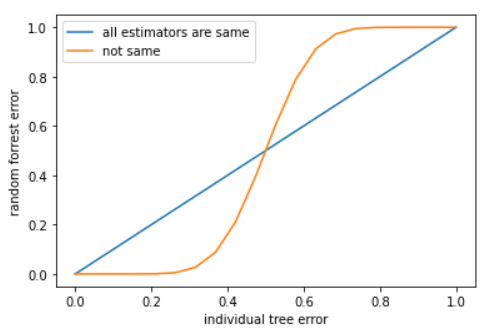 all estimators are same
not same
random forrest error
1.0
0.8
0.6
0.4
0.2
0.0
0.0 0.2 0.4 0.6 0.8 1.0
individual tree error